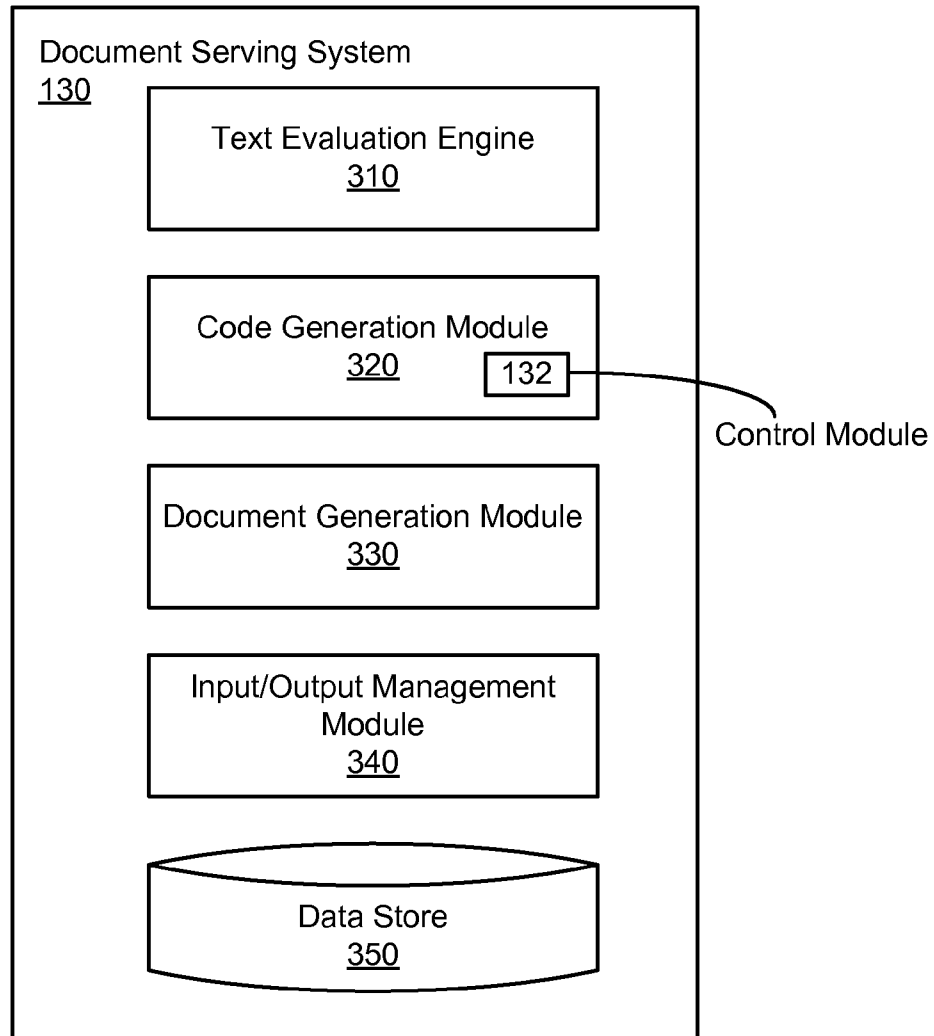 Document Serving System
130
Text Evaluation Engine
310
Code Generation Module
320
132
Control Module
Document Generation Module
330
Input/Output Management
Module
340
Data Store
350